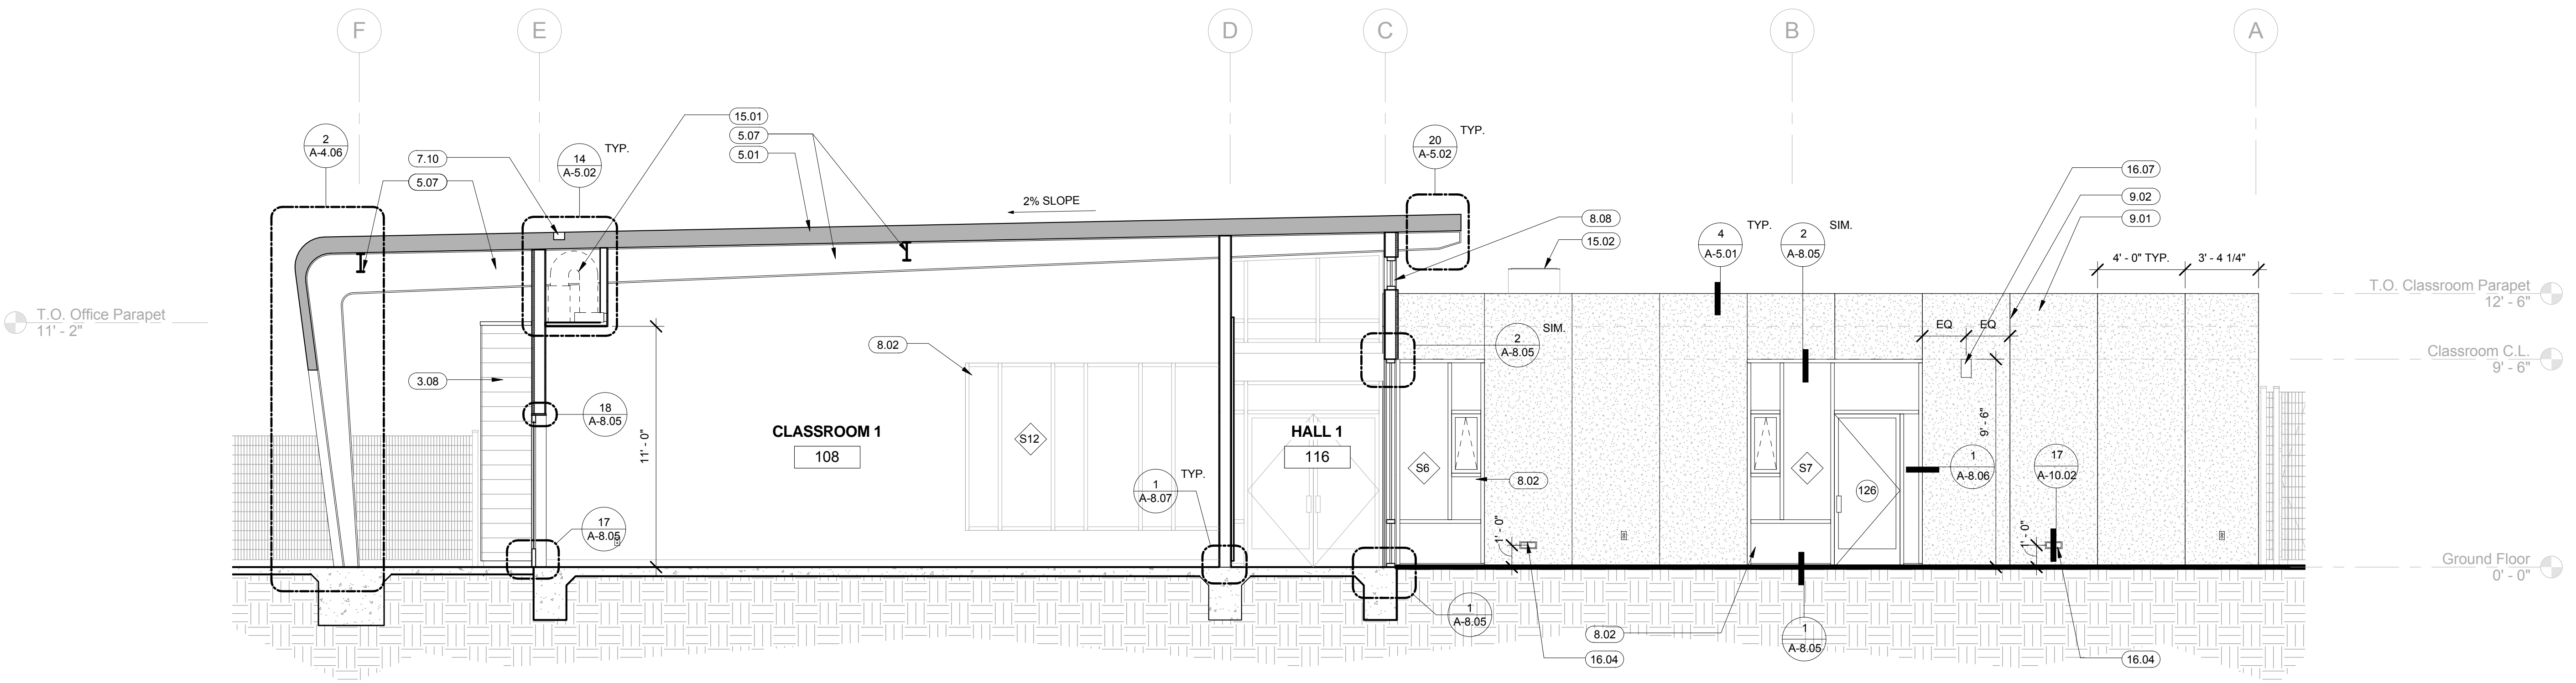 F
E
D
C
B
A
2
A-4.06
7.10
5.07
14
A-5.02
TYP.
15.01
5.07
5.01
2% SLOPE
20
A-5.02
TYP.
8.08
15.02
4
A-5.01
TYP.
2
A-8.05
SIM.
16.07
9.02
9.01
4' - 0" TYP.
3' - 4 1/4"
T.O. Office Parapet
11' - 2"
T.O. Classroom Parapet
12' - 6"
EQ
EQ
8.02
2
A-8.05
SIM.
Classroom C.L.
9' - 6"
3.08
18
A-8.05
11' - 0"
CLASSROOM 1
108
S12
HALL 1
116
S6
8.02
S7
126
9' - 6"
1
A-8.06
17
A-10.02
1
A-8.07
TYP.
17
A-8.05
1' - 0"
1' - 0"
Ground Floor
0' - 0"
1
A-8.05
8.02
16.04
1
A-8.05
16.04